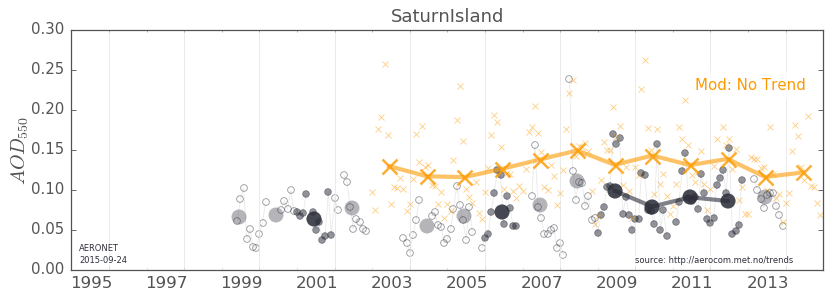 SaturnIsland
0.30
0.25
0.20
0.15
0.10
0.05
0.00
AOD550
Mod: No Trend
AERONET
2015-09-24
source: http://aerocom.met.no/trends
1995 1997 1999 2001 2003 2005 2007 2009 2011 2013